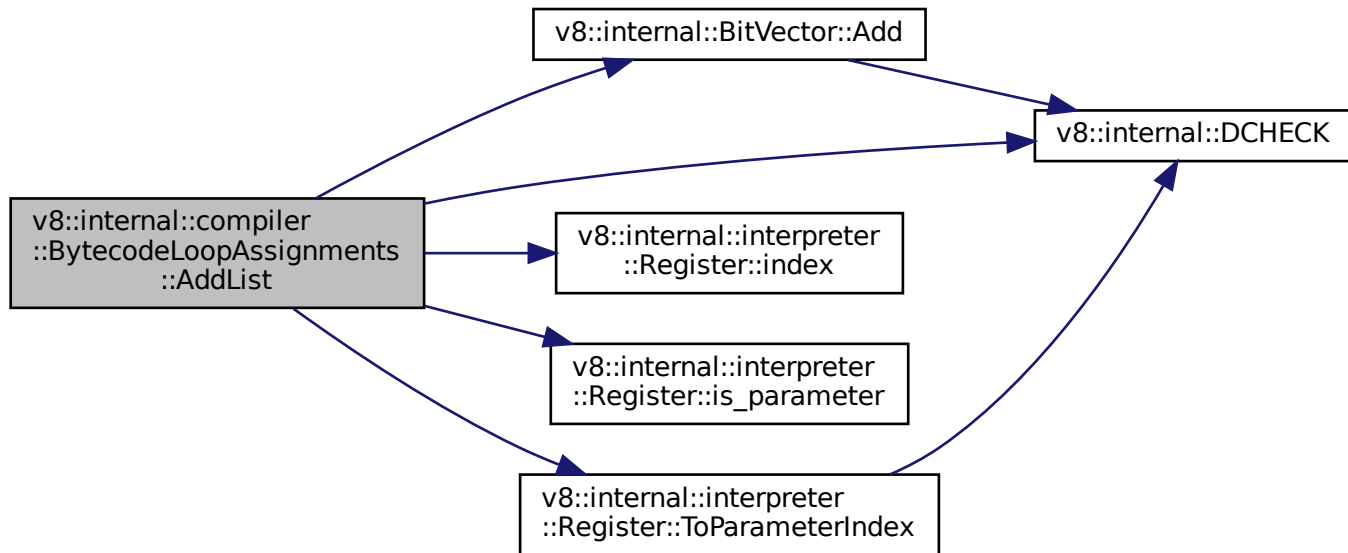 v8::internal::BitVector::Add
v8::internal::DCHECK
v8::internal::compiler
::BytecodeLoopAssignments
::AddList
v8::internal::interpreter
::Register::index
v8::internal::interpreter
::Register::is_parameter
v8::internal::interpreter
::Register::ToParameterIndex